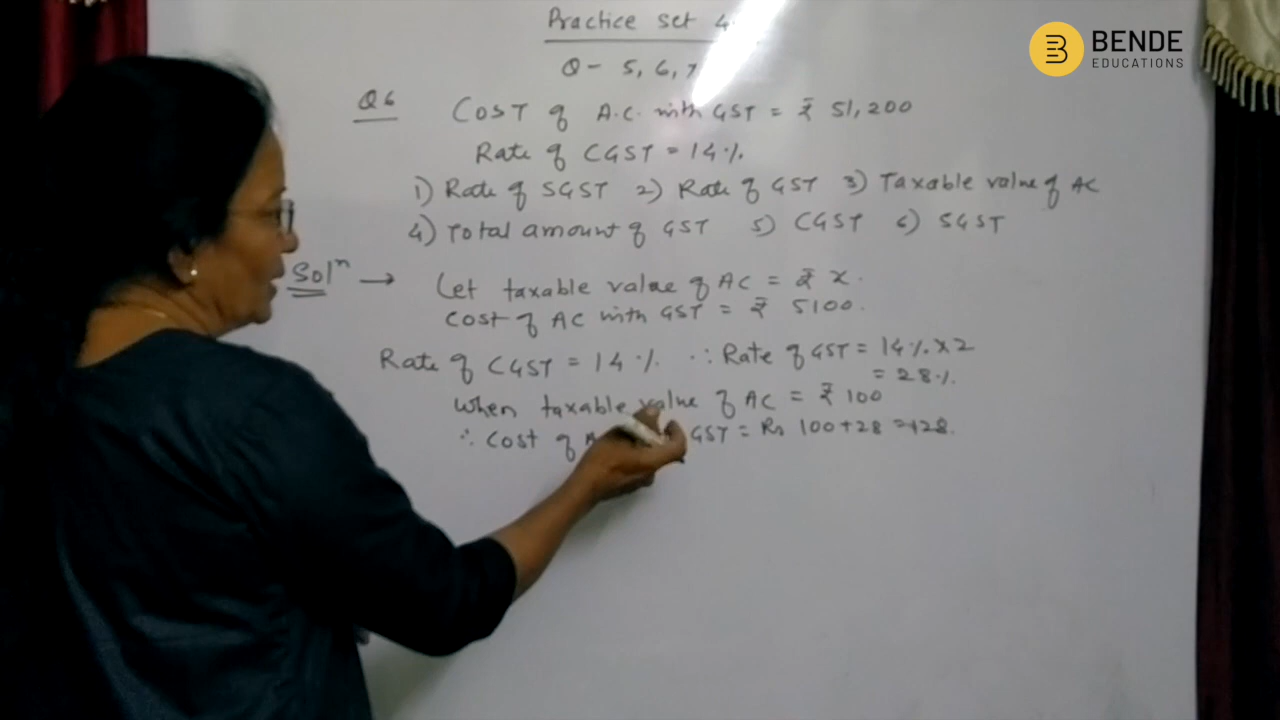 Practice Set 4.
Q- 5, 6, 7
BENDE
EDUCATIONS
Q6 Cost of A.C. with GST = ₹ 51,200
Rate of CGST = 14%.
1) Rate of SGST 2) Rate of GST 3) Taxable value of AC
4) Total amount of GST 5) CGST 6) SGST
Solⁿ → Let taxable value of AC = ₹ x.
Cost of AC with GST = ₹ 5100.
Rate of CGST = 14%. ∴ Rate of GST = 14%.×2
= 28%.
When taxable value of AC = ₹ 100
∴ Cost of GST = Rs 100+28 = 128.